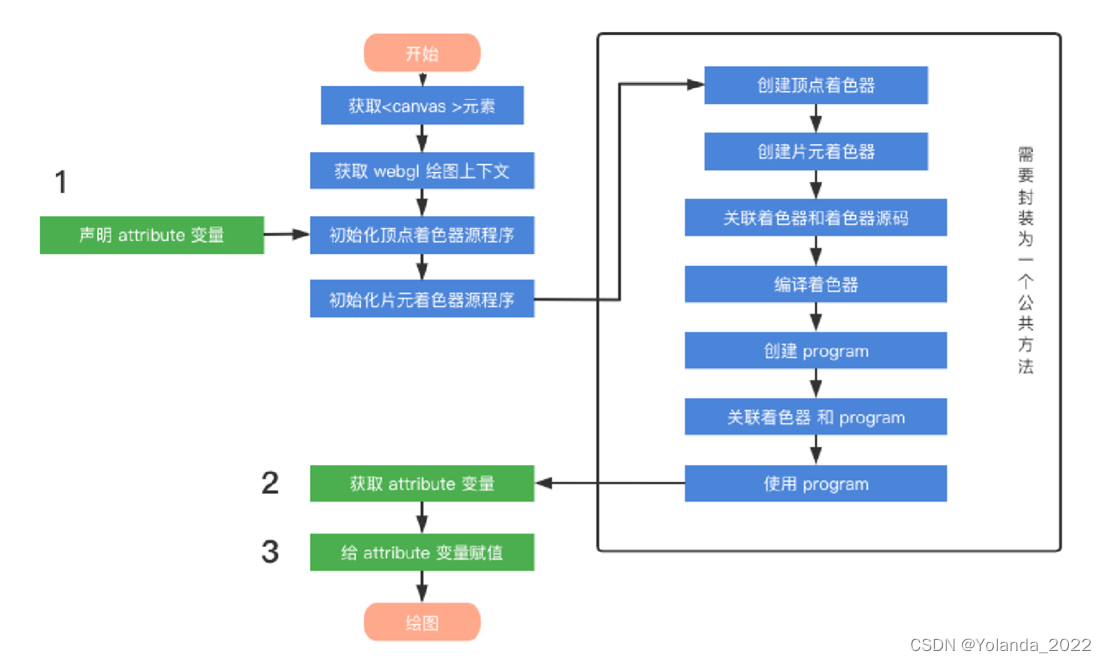 开始
获取<canvas >元素
获取 webgl 绘图上下文
1
声明 attribute 变量
初始化顶点着色器源程序
初始化片元着色器源程序
创建顶点着色器
创建片元着色器
关联着色器和着色器源码
编译着色器
创建 program
关联着色器 和 program
使用 program
需要封装为一个公共方法
2
获取 attribute 变量
3
给 attribute 变量赋值
绘图
CSDN @Yolanda_2022